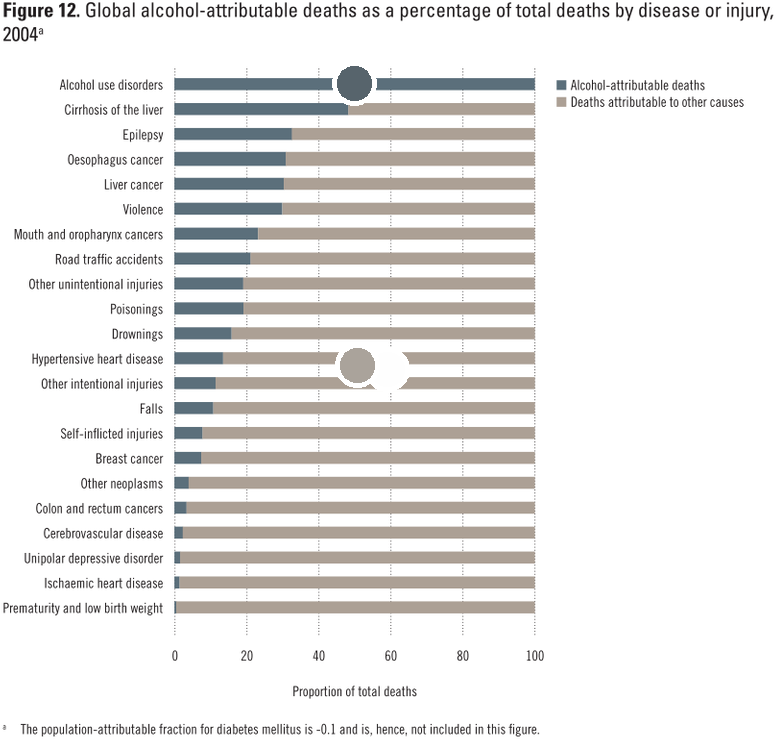 Figure 12. Global alcohol-attributable deaths as a percentage of total deaths by disease or injury,
2004ᵃ
Alcohol use disorders
Cirrhosis of the liver
Epilepsy
Oesophagus cancer
Liver cancer
Violence
Mouth and oropharynx cancers
Road traffic accidents
Other unintentional injuries
Poisonings
Drownings
Hypertensive heart disease
Other intentional injuries
Falls
Self-inflicted injuries
Breast cancer
Other neoplasms
Colon and rectum cancers
Cerebrovascular disease
Unipolar depressive disorder
Ischaemic heart disease
Prematurity and low birth weight
0 20 40 60 80 100
Proportion of total deaths
Alcohol-attributable deaths
Deaths attributable to other causes
ᵃ The population-attributable fraction for diabetes mellitus is -0.1 and is, hence, not included in this figure.